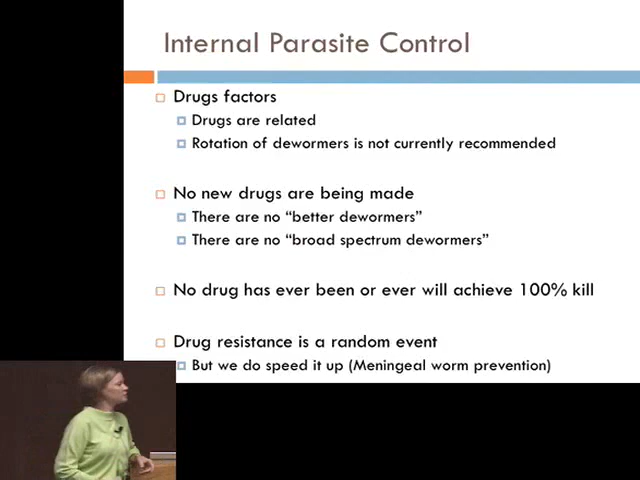 Internal Parasite Control
Drugs factors
Drugs are related
Rotation of dewormers is not currently recommended
No new drugs are being made
There are no “better dewormers”
There are no “broad spectrum dewormers”
No drug has ever been or ever will achieve 100% kill
Drug resistance is a random event
But we do speed it up (Meningeal worm prevention)